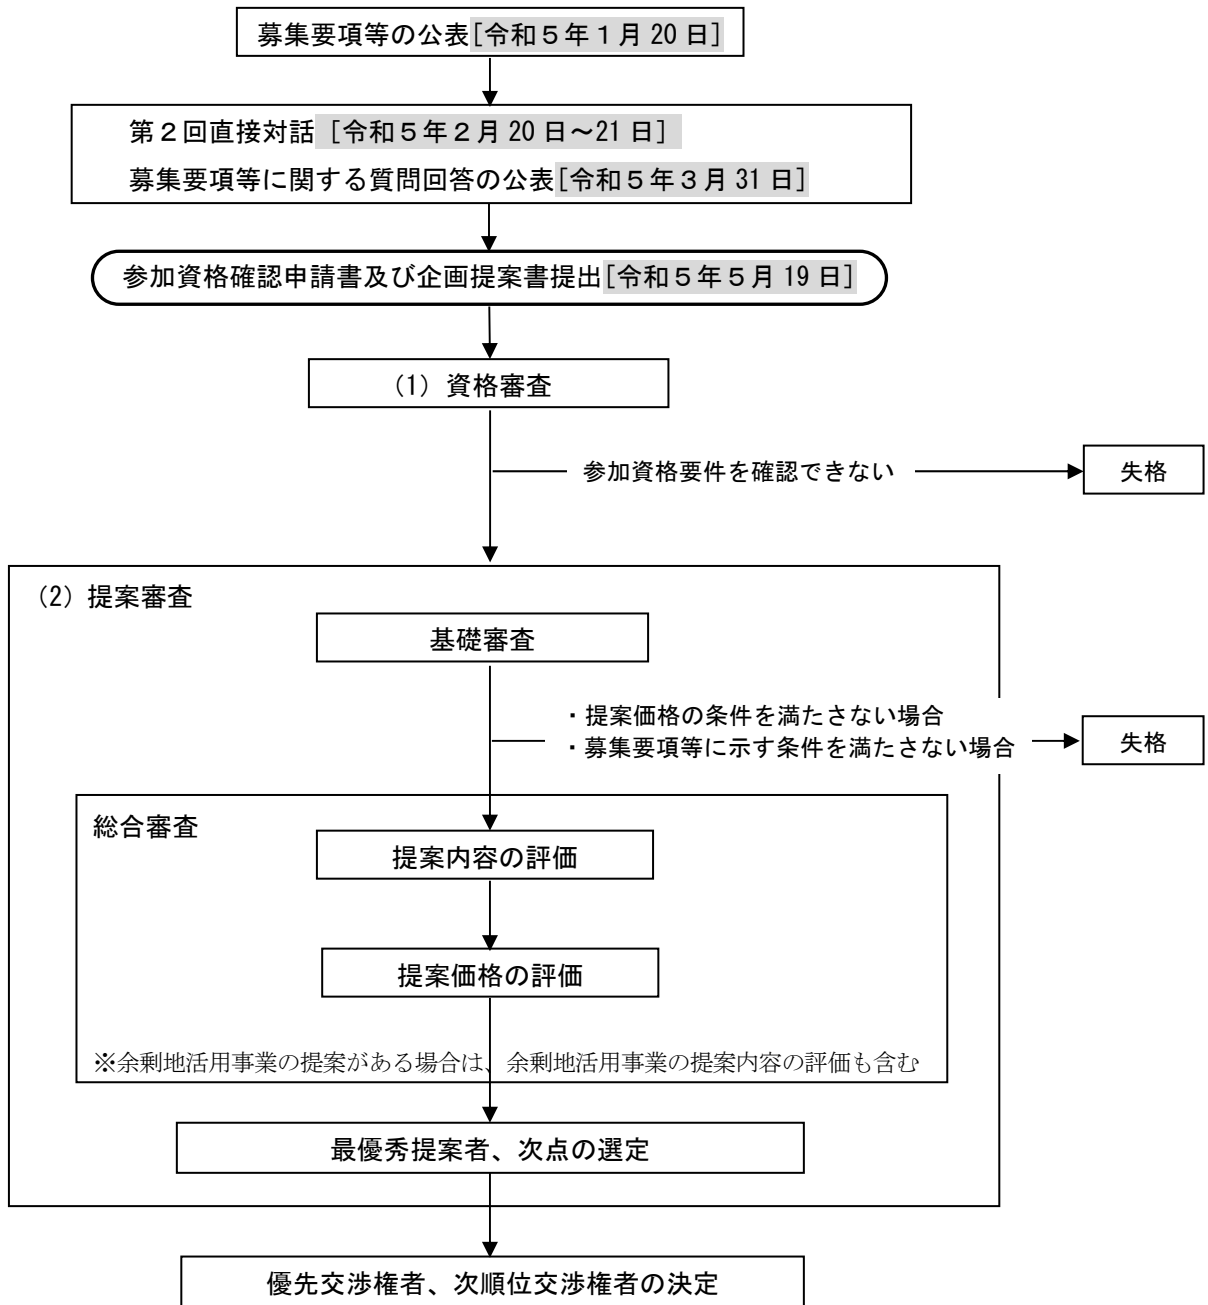 募集要項等の公表[令和５年１月 20 日]
第２回直接対話［令和５年２月 20 日～21 日］
募集要項等に関する質問回答の公表[令和５年３月 31 日]
参加資格確認申請書及び企画提案書提出[令和５年５月 19 日]
（1）資格審査
参加資格要件を確認できない
失格
（2）提案審査
基礎審査
・提案価格の条件を満たさない場合
・募集要項等に示す条件を満たさない場合
失格
総合審査
提案内容の評価
提案価格の評価
※余剰地活用事業の提案がある場合は、余剰地活用事業の提案内容の評価も含む
最優秀提案者、次点の選定
優先交渉権者、次順位交渉権者の決定